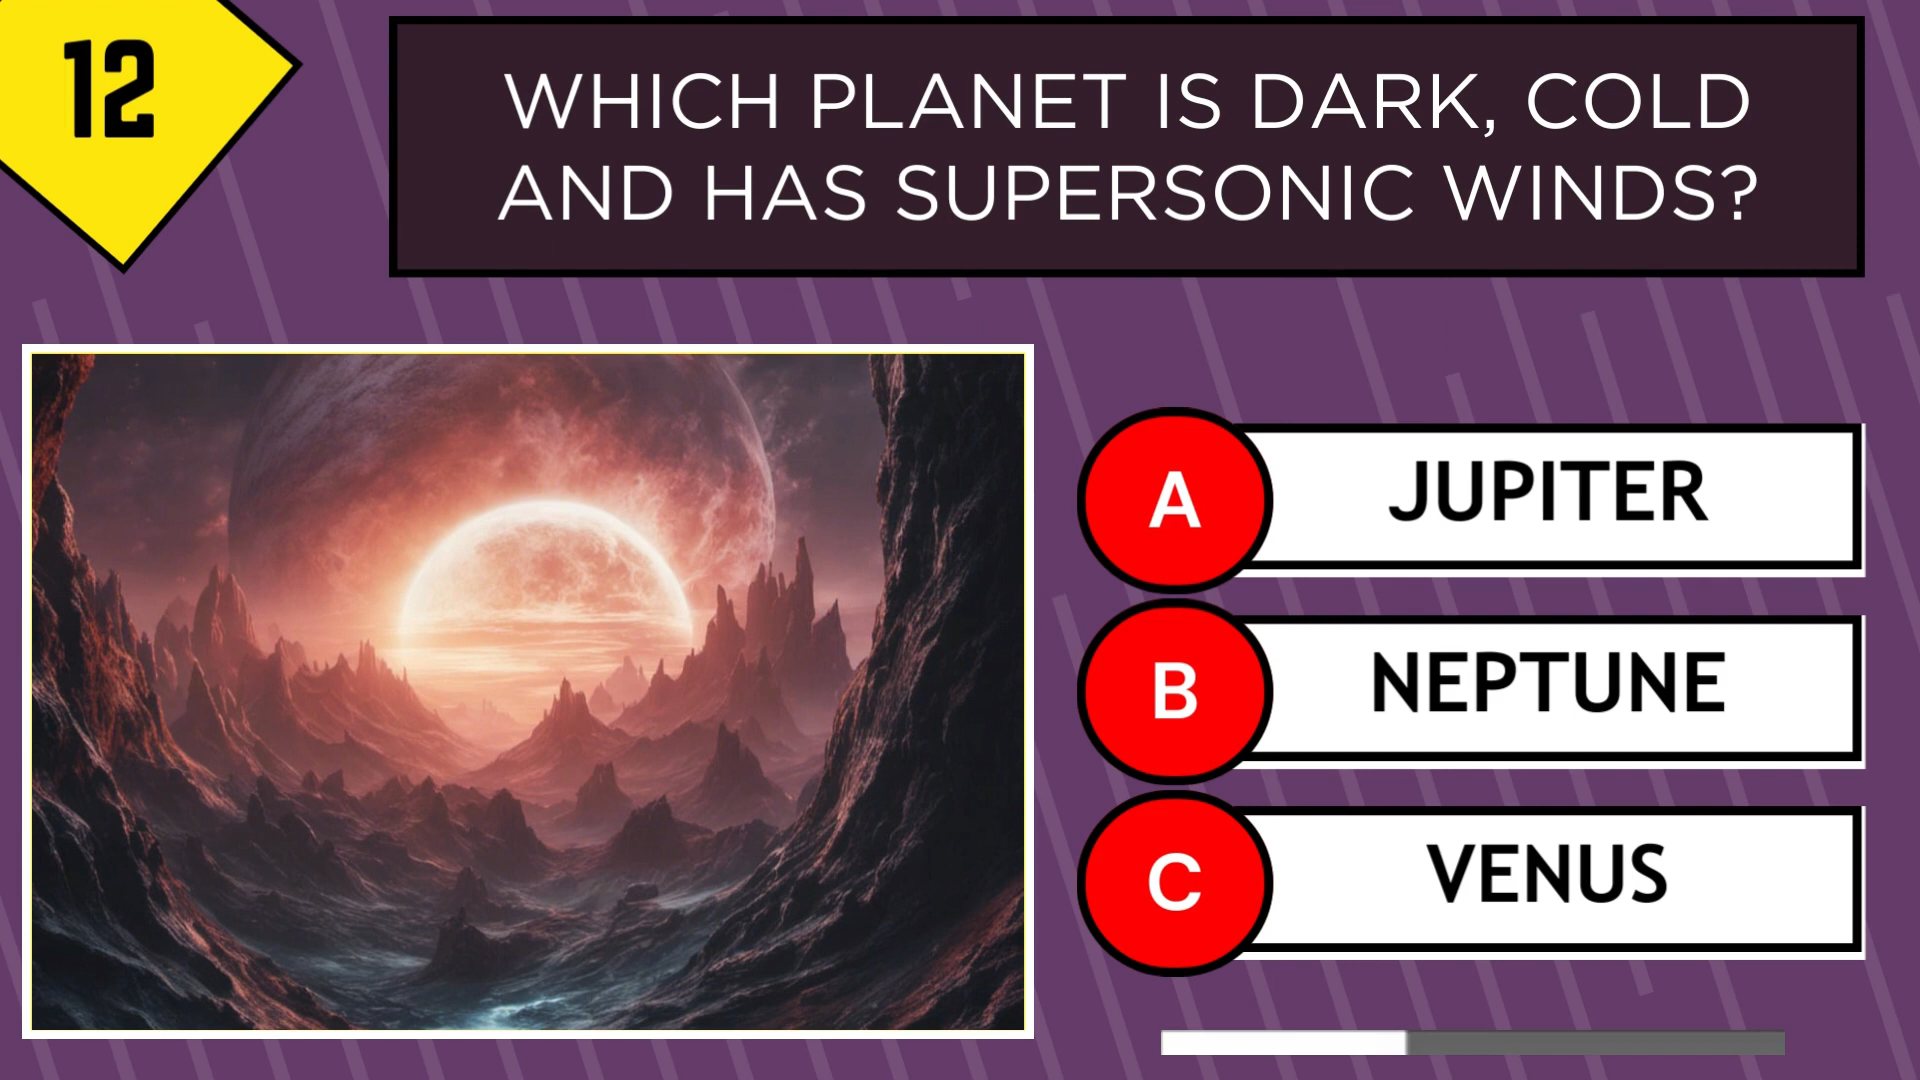 12
WHICH PLANET IS DARK, COLD
AND HAS SUPERSONIC WINDS?
A JUPITER
B NEPTUNE
C VENUS